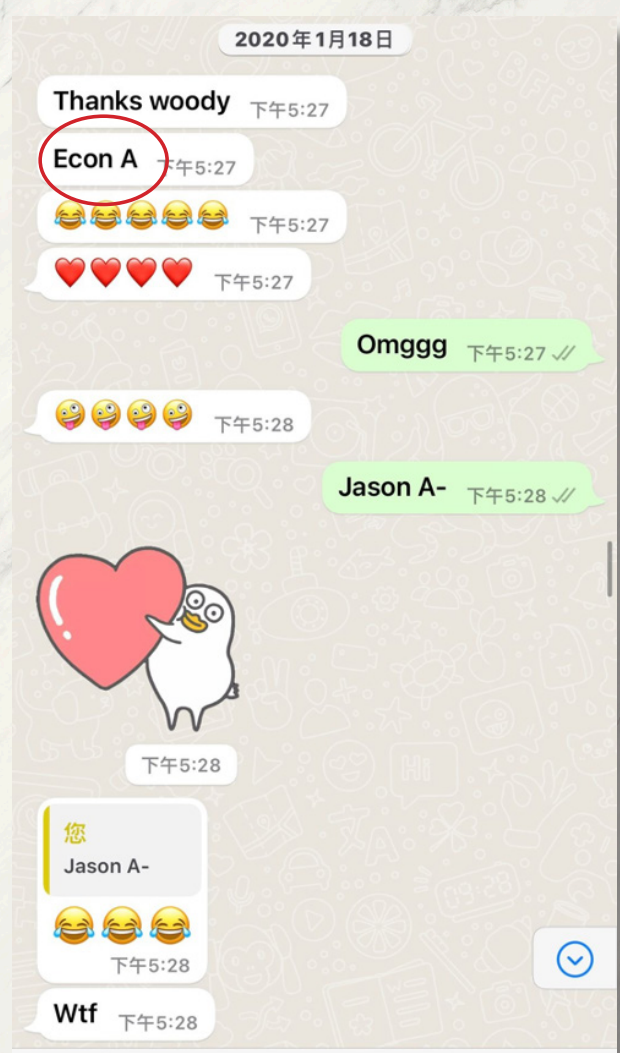 2020年1月18日
Thanks woody 下午5:27
Econ A 下午5:27
😂😂😂😂😂 下午5:27
❤️❤️❤️❤️ 下午5:27
Omggg 下午5:27
🤪🤪🤪🤪 下午5:28
Jason A- 下午5:28
下午5:28
您
Jason A-
😂😂😂
下午5:28
Wtf 下午5:28